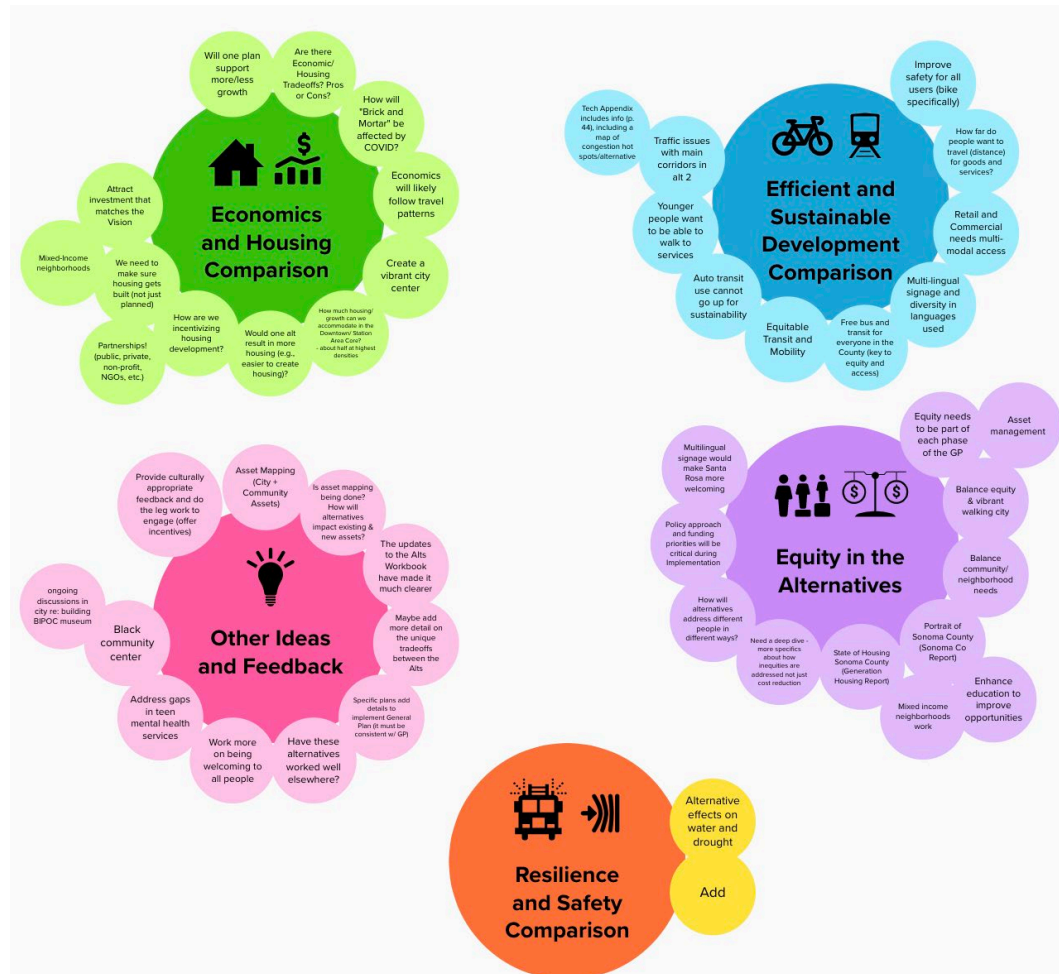 Will one plan
support
more/less
growth
Are there
Economic/
Housing
Tradeoffs? Pros
or Cons?
How will
"Brick and
Mortar" be
affected by
COVID?
Economics
will likely
follow travel
patterns
Create a
vibrant city
center
How much housing/
growth can we
accommodate in the
Downtown/ Station
Area Core?
- about half at highest
densities
Would one alt
result in more
housing (e.g.,
easier to create
housing)?
How are we
incentivizing
housing
development?
Partnerships!
(public, private,
non-profit,
NGOs, etc.)
We need to
make sure
housing gets
built (not just
planned)
Mixed-Income
neighborhoods
Attract
investment that
matches the
Vision
$
Economics
and Housing
Comparison
Improve
safety for all
users (bike
specifically)
How far do
people want to
travel (distance)
for goods and
services?
Retail and
Commercial
needs multi-
modal access
Multi-lingual
signage and
diversity in
languages
used
Free bus and
transit for
everyone in the
County (key to
equity and
access)
Equitable
Transit and
Mobility
Auto transit
use cannot
go up for
sustainability
Younger
people want
to be able to
walk to
services
Traffic issues
with main
corridors in
alt 2
Tech Appendix
includes info (p.
44), including a
map of
congestion hot
spots/alternative
Efficient and
Sustainable
Development
Comparison
Provide culturally
appropriate
feedback and do
the leg work to
engage (offer
incentives)
Asset Mapping
(City +
Community
Assets)
Is asset mapping
being done?
How will
alternatives
impact existing &
new assets?
The updates
to the Alts
Workbook
have made it
much clearer
Maybe add
more detail on
the unique
tradeoffs
between the
Alts
Specific plans add
details to
implement General
Plan (it must be
consistent w/ GP)
Have these
alternatives
worked well
elsewhere?
Work more
on being
welcoming to
all people
Address gaps
in teen
mental health
services
Black
community
center
ongoing
discussions in
city re: building
BIPOC museum
Other Ideas
and Feedback
Equity needs
to be part of
each phase
of the GP
Asset
management
Balance equity
& vibrant
walking city
Balance
community/
neighborhood
needs
Portrait of
Sonoma County
(Sonoma Co
Report)
Enhance
education to
improve
opportunities
Mixed income
neighborhoods
work
State of Housing
Sonoma County
(Generation
Housing Report)
Need a deep dive -
more specifics
about how
inequities are
addressed not just
cost reduction
How will
alternatives
address different
people in
different ways?
Policy approach
and funding
priorities will be
critical during
Implementation
Multilingual
signage would
make Santa
Rosa more
welcoming
$ $
Equity in the
Alternatives
Resilience
and Safety
Comparison
Alternative
effects on
water and
drought
Add